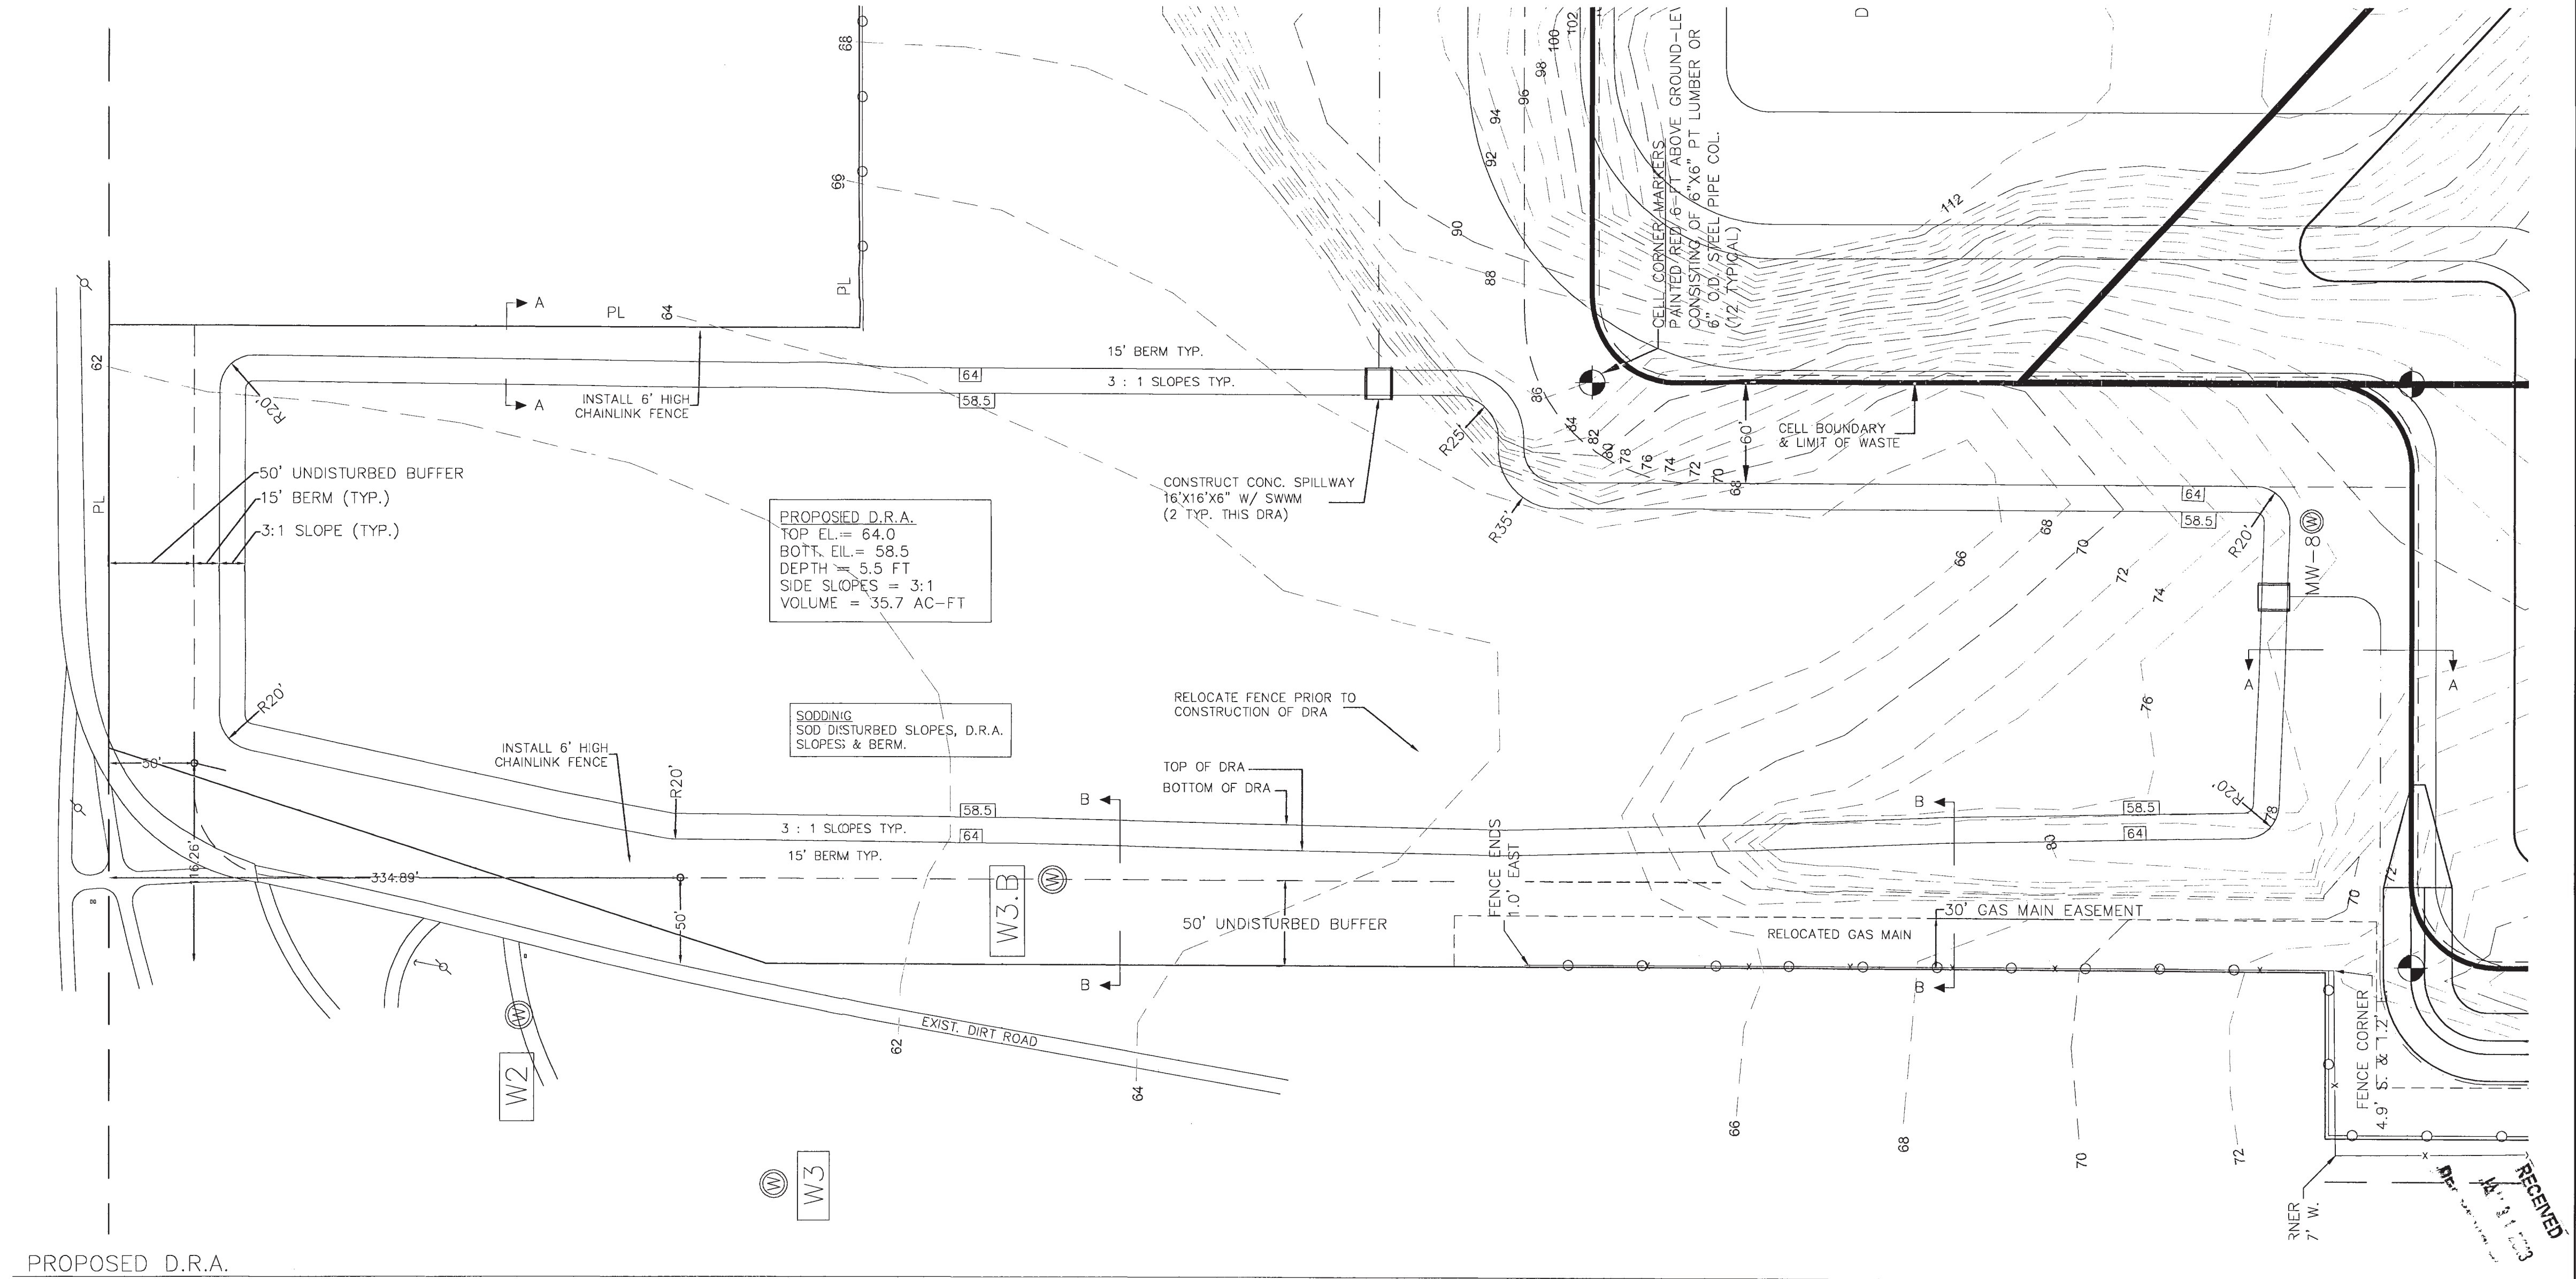 68
66
PL
A
PL
64
62
A
INSTALL 6' HIGH
CHAINLINK FENCE
R20'
15' BERM TYP.
64
3 : 1 SLOPES TYP.
58.5
50' UNDISTURBED BUFFER
15' BERM (TYP.)
3:1 SLOPE (TYP.)
PL
PROPOSED D.R.A.
TOP EL.= 64.0
BOTT. EL.= 58.5
DEPTH = 5.5 FT
SIDE SLOPES = 3:1
VOLUME = 35.7 AC-FT
CONSTRUCT CONC. SPILLWAY
16'X16'X6" W/ SWWM
(2 TYP. THIS DRA)
R25'
R35'
102
100
98
96
94
92
90
88
86
84
82
80
78
76
74
72
70
68
D
CELL CORNER MARKERS
PAINTED RED 6-FT ABOVE GROUND-LEV
CONSISTING OF 6"X6" PT LUMBER OR
6" O.D. STEEL PIPE COL.
(12 TYPICAL)
112
60'
CELL BOUNDARY
& LIMIT OF WASTE
64
58.5
R20'
MW-8
W
66
68
70
72
74
76
A
A
R20'
SODDING
SOD DISTURBED SLOPES, D.R.A.
SLOPES & BERM.
RELOCATE FENCE PRIOR TO
CONSTRUCTION OF DRA
INSTALL 6' HIGH
CHAINLINK FENCE
R20'
50'
TOP OF DRA
BOTTOM OF DRA
B
B
58.5
3 : 1 SLOPES TYP.
64
15' BERM TYP.
58.5
64
R20'
78
80
16.26'
334.89'
50'
W3.B
W
50' UNDISTURBED BUFFER
FENCE ENDS
1.0' EAST
30' GAS MAIN EASEMENT
RELOCATED GAS MAIN
70
72
B
B
EXIST. DIRT ROAD
W
W2
62
64
66
68
70
72
FENCE CORNER
4.9' S. & 1.2'
W
W3
RNER
7' W.
RECEIVED
PROPOSED D.R.A.